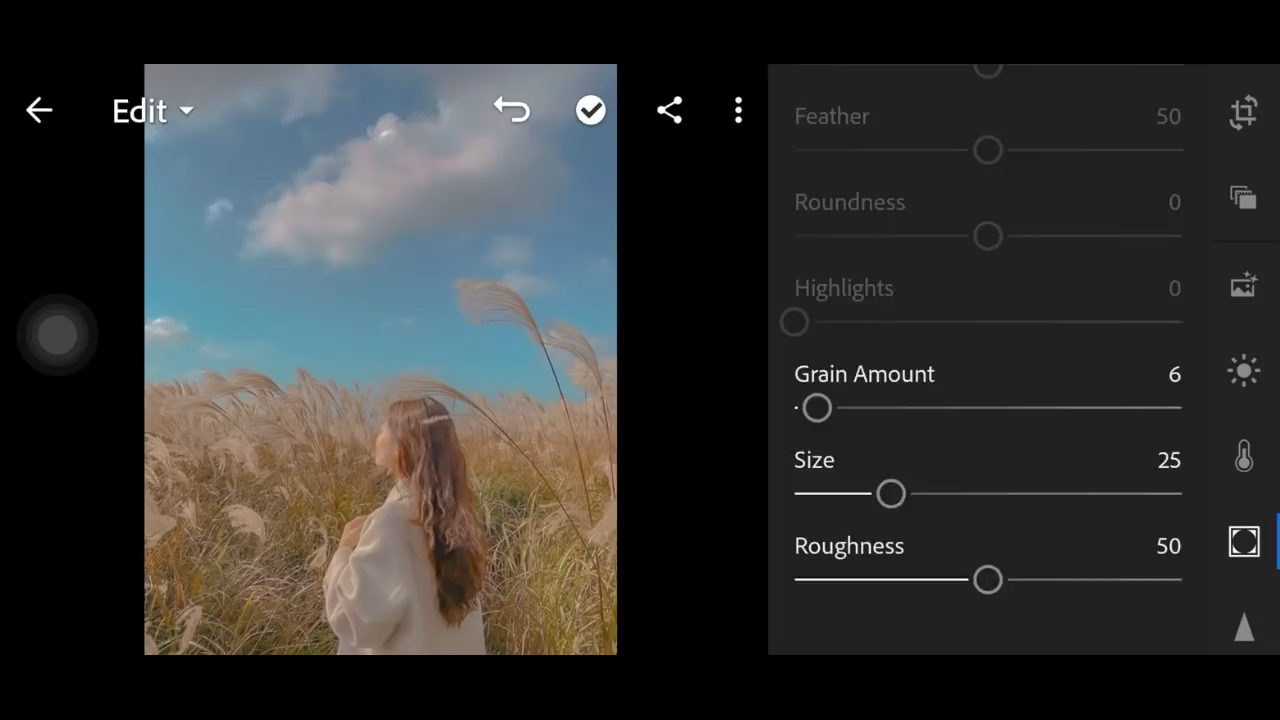 Edit
Feather 50
Roundness 0
Highlights 0
Grain Amount 6
Size 25
Roughness 50